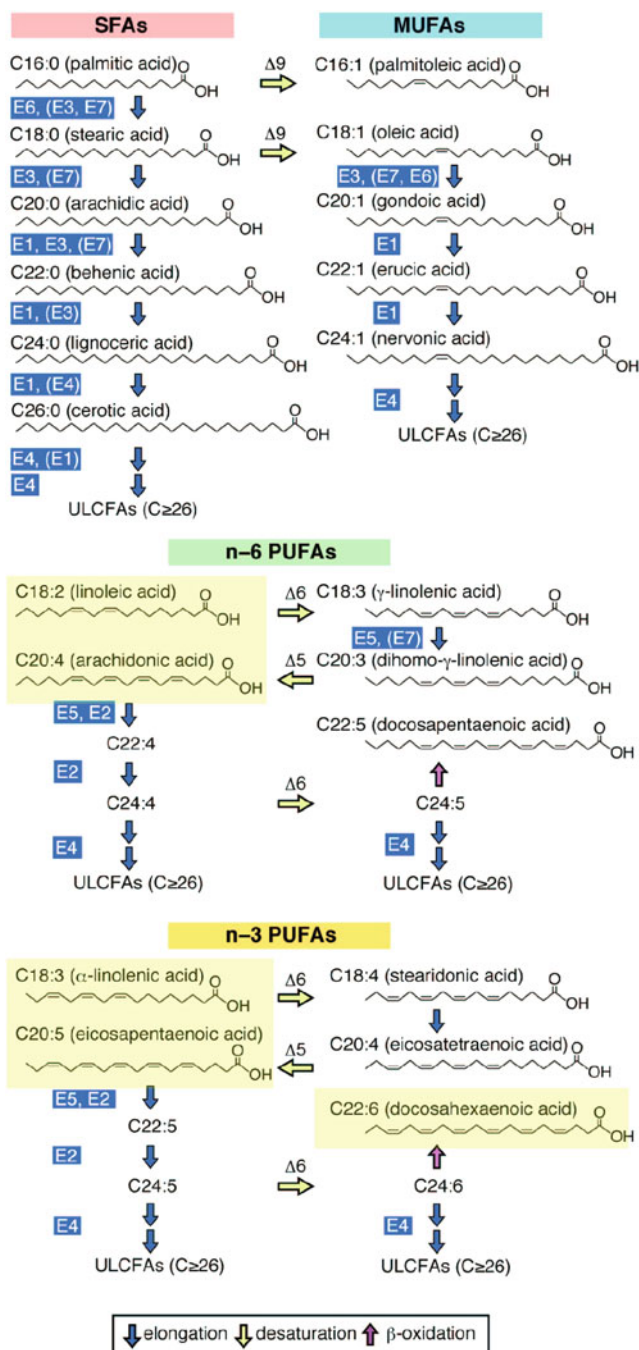 SFAs
MUFAs
C16:0 (palmitic acid)
O
OH
Δ9
C16:1 (palmitoleic acid)
O
OH
E6, (E3, E7)
C18:0 (stearic acid)
O
OH
Δ9
C18:1 (oleic acid)
O
OH
E3, (E7)
E3, (E7, E6)
C20:0 (arachidic acid)
O
OH
C20:1 (gondoic acid)
O
OH
E1, E3, (E7)
E1
C22:0 (behenic acid)
O
OH
C22:1 (erucic acid)
O
OH
E1, (E3)
E1
C24:0 (lignoceric acid)
O
OH
C24:1 (nervonic acid)
O
OH
E1, (E4)
E4
C26:0 (cerotic acid)
O
OH
ULCFAs (C≥26)
E4, (E1)
E4
ULCFAs (C≥26)
n–6 PUFAs
C18:2 (linoleic acid)
O
OH
Δ6
C18:3 (γ-linolenic acid)
O
OH
E5, (E7)
C20:4 (arachidonic acid)
O
OH
Δ5
C20:3 (dihomo-γ-linolenic acid)
O
OH
E5, E2
C22:4
C22:5 (docosapentaenoic acid)
O
OH
E2
C24:4
Δ6
C24:5
E4
E4
ULCFAs (C≥26)
ULCFAs (C≥26)
n–3 PUFAs
C18:3 (α-linolenic acid)
O
OH
Δ6
C18:4 (stearidonic acid)
O
OH
C20:5 (eicosapentaenoic acid)
O
OH
Δ5
C20:4 (eicosatetraenoic acid)
O
OH
E5, E2
C22:5
C22:6 (docosahexaenoic acid)
O
OH
E2
C24:5
Δ6
C24:6
E4
E4
ULCFAs (C≥26)
ULCFAs (C≥26)
elongation
desaturation
β-oxidation